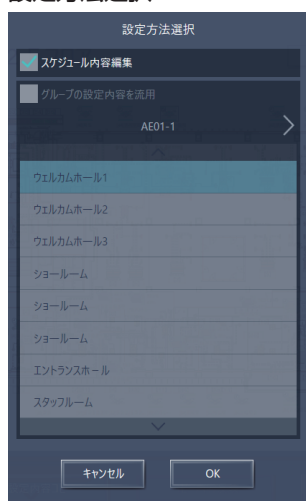 設定方法選択
スケジュール内容編集
グループの設定内容を流用
AE01-1
ウェルカムホール1
ウェルカムホール2
ウェルカムホール3
ショールーム
ショールーム
ショールーム
エントランスホール
スタッフルーム
キャンセル
OK